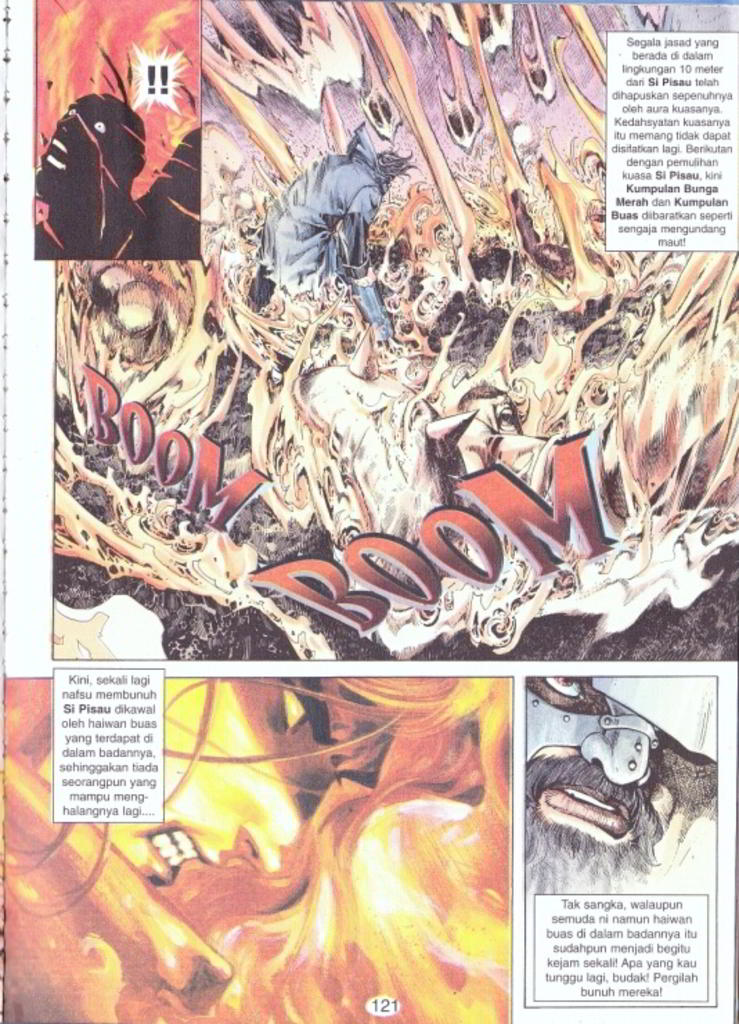 !!
Segala jasad yang
berada di dalam
lingkungan 10 meter
dari Si Pisau telah
dihapuskan sepenuhnya
oleh aura kuasanya.
Kedahsyatan kuasanya
itu memang tidak dapat
disifatkan lagi. Berikutan
dengan pemulihan
kuasa Si Pisau, kini
Kumpulan Bunga
Merah dan Kumpulan
Buas diibaratkan seperti
sengaja mengundang
maut!
BOOM
BOOM
Kini, sekali lagi
nafsu membunuh
Si Pisau dikawal
oleh haiwan buas
yang terdapat di
dalam badannya,
sehinggakan tiada
seorangpun yang
mampu meng-
halangnya lagi....
Tak sangka, walaupun
semuda ni namun haiwan
buas di dalam badannya itu
sudahpun menjadi begitu
kejam sekali! Apa yang kau
tunggu lagi, budak! Pergilah
bunuh mereka!
121